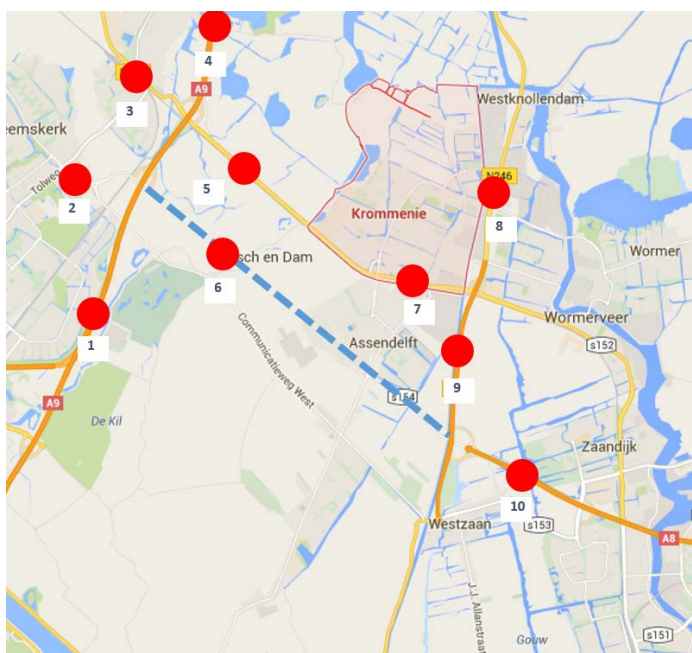 4
A9
3
eemskerk
Westknollendam
Tolweg
N246
5
2
Krommenie
8
sch en Dam
Wormer
6
7
Wormerveer
1
Communicatieweg West
Assendelft
s152
9
A9
s154
De Kil
Zaandijk
10
Westzaan
s153
A8
J.J. Allanstraat
Gouw
s151